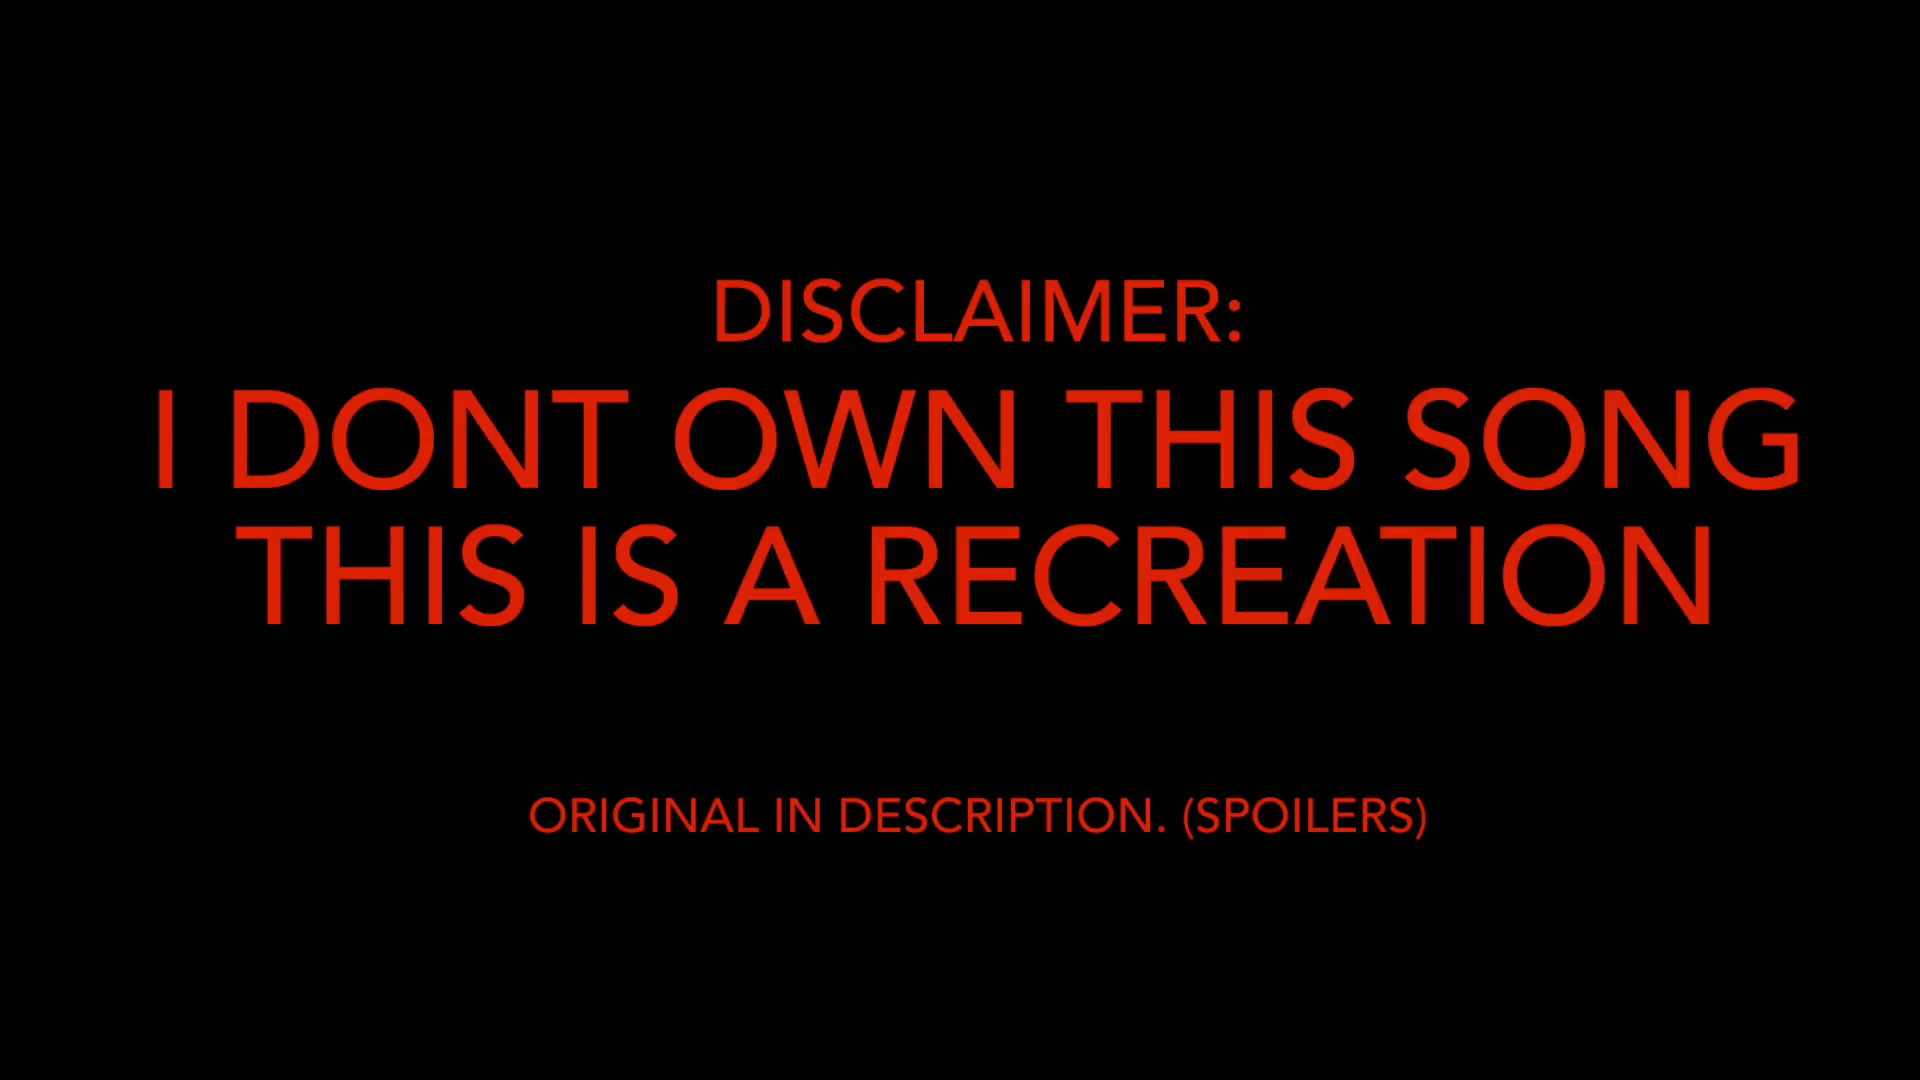 DISCLAIMER:
I DONT OWN THIS SONG
THIS IS A RECREATION
ORIGINAL IN DESCRIPTION. (SPOILERS)